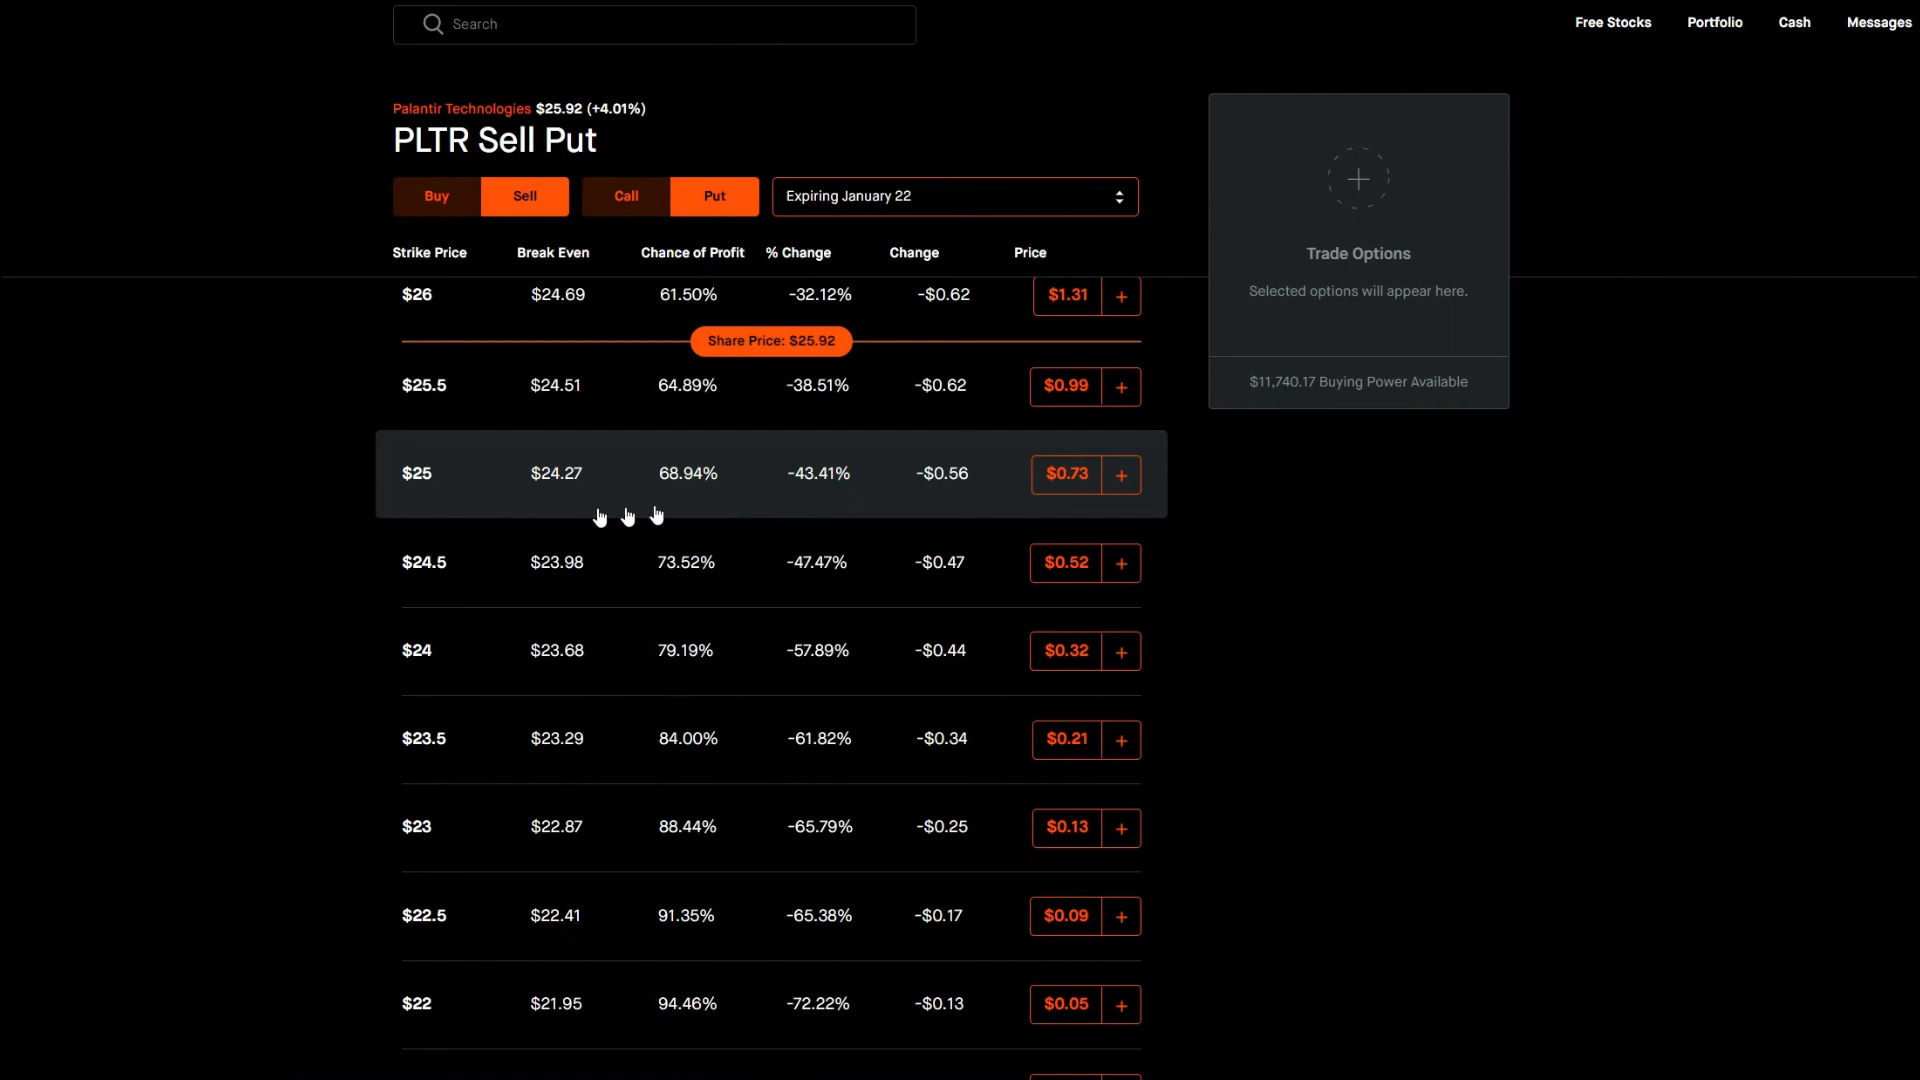 Search
Free Stocks Portfolio Cash Messages
Palantir Technologies $25.92 (+4.01%)
PLTR Sell Put
Buy Sell Call Put Expiring January 22
Strike Price Break Even Chance of Profit % Change Change Price
$26 $24.69 61.50% -32.12% -$0.62 $1.31 +
Share Price: $25.92
$25.5 $24.51 64.89% -38.51% -$0.62 $0.99 +
$25 $24.27 68.94% -43.41% -$0.56 $0.73 +
$24.5 $23.98 73.52% -47.47% -$0.47 $0.52 +
$24 $23.68 79.19% -57.89% -$0.44 $0.32 +
$23.5 $23.29 84.00% -61.82% -$0.34 $0.21 +
$23 $22.87 88.44% -65.79% -$0.25 $0.13 +
$22.5 $22.41 91.35% -65.38% -$0.17 $0.09 +
$22 $21.95 94.46% -72.22% -$0.13 $0.05 +
Trade Options
Selected options will appear here.
$11,740.17 Buying Power Available